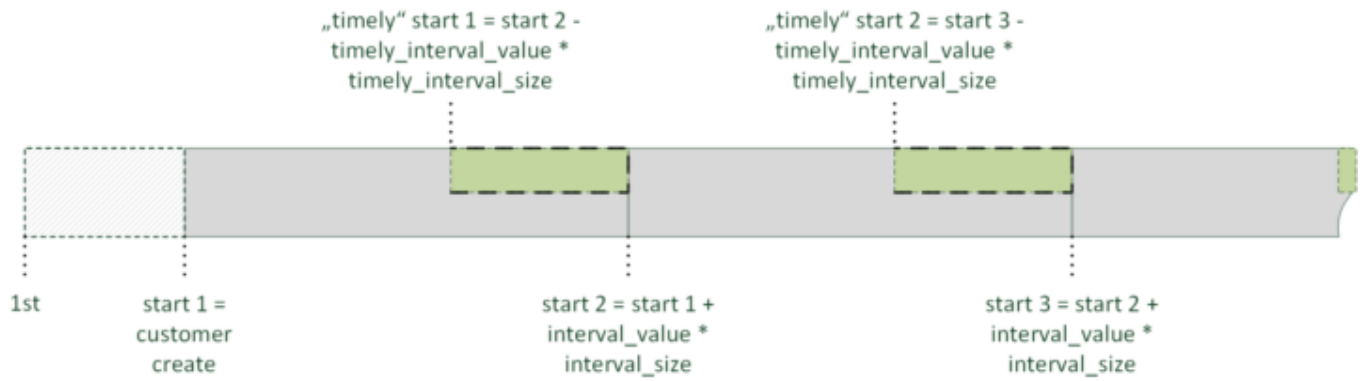 „timely“ start 1 = start 2 -
timely_interval_value *
timely_interval_size
„timely“ start 2 = start 3 -
timely_interval_value *
timely_interval_size
1st
start 1 =
customer
create
start 2 = start 1 +
interval_value *
interval_size
start 3 = start 2 +
interval_value *
interval_size